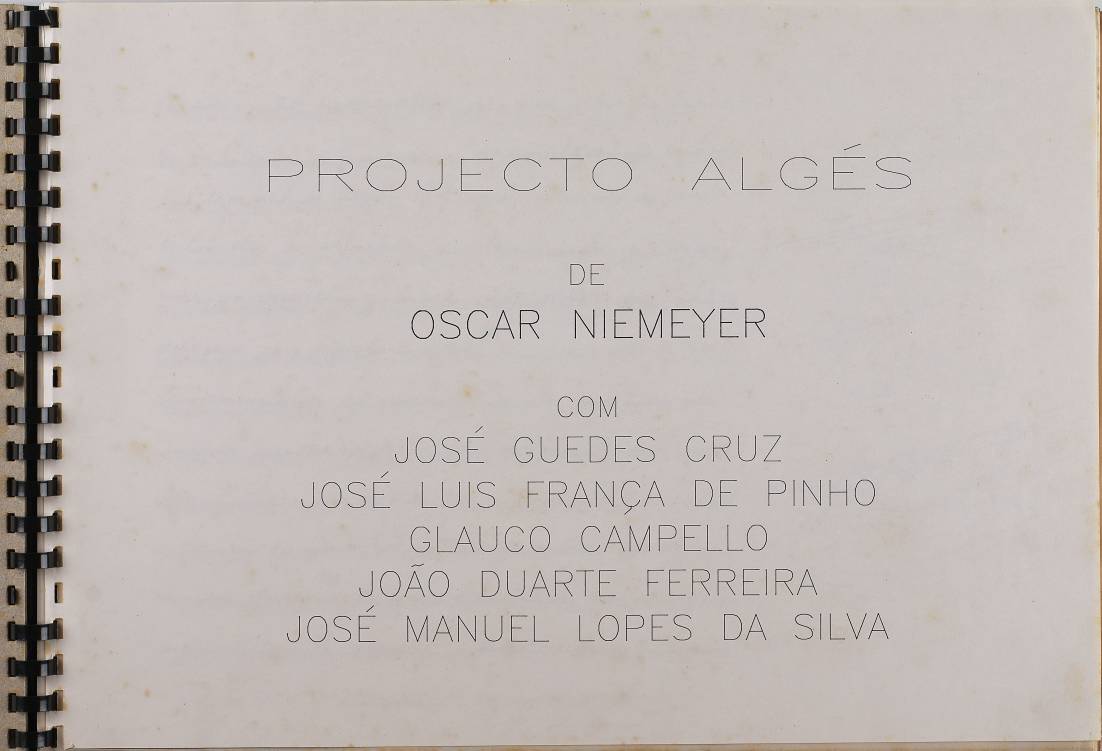 PROJECTO ALGÉS
DE
OSCAR NIEMEYER
COM
JOSÉ GUEDES CRUZ
JOSÉ LUIS FRANÇA DE PINHO
GLAUCO CAMPELLO
JOÃO DUARTE FERREIRA
JOSÉ MANUEL LOPES DA SILVA